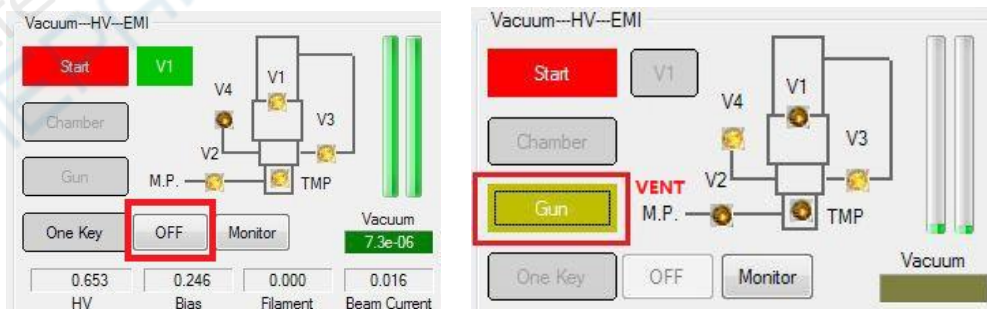 Vacuum---HV---EMI
Start V1
V1
V4
Chamber
V3
V2
Gun M.P. TMP
One Key OFF Monitor Vacuum
7.3e-06
0.653 0.246 0.000 0.016
HV Bias Filament Beam Current
Vacuum---HV---EMI
Start V1
V1
V4
Chamber
V3
VENT V2
Gun M.P. TMP
One Key OFF Monitor Vacuum